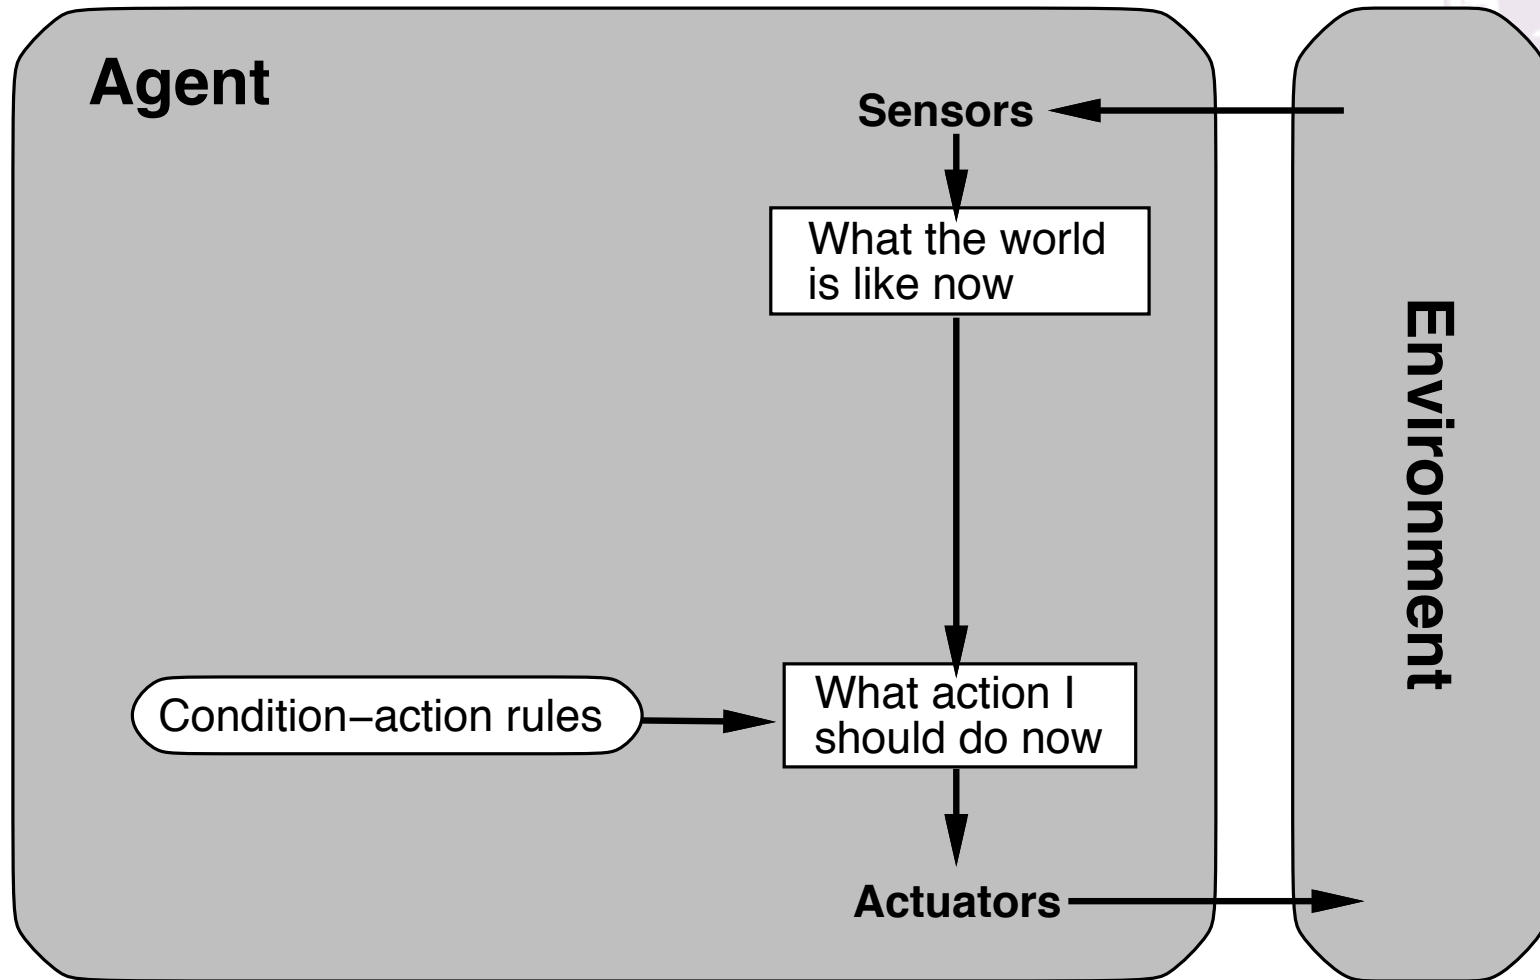 Agent
Sensors
What the world
is like now
Environment
Condition–action rules
What action I
should do now
Actuators